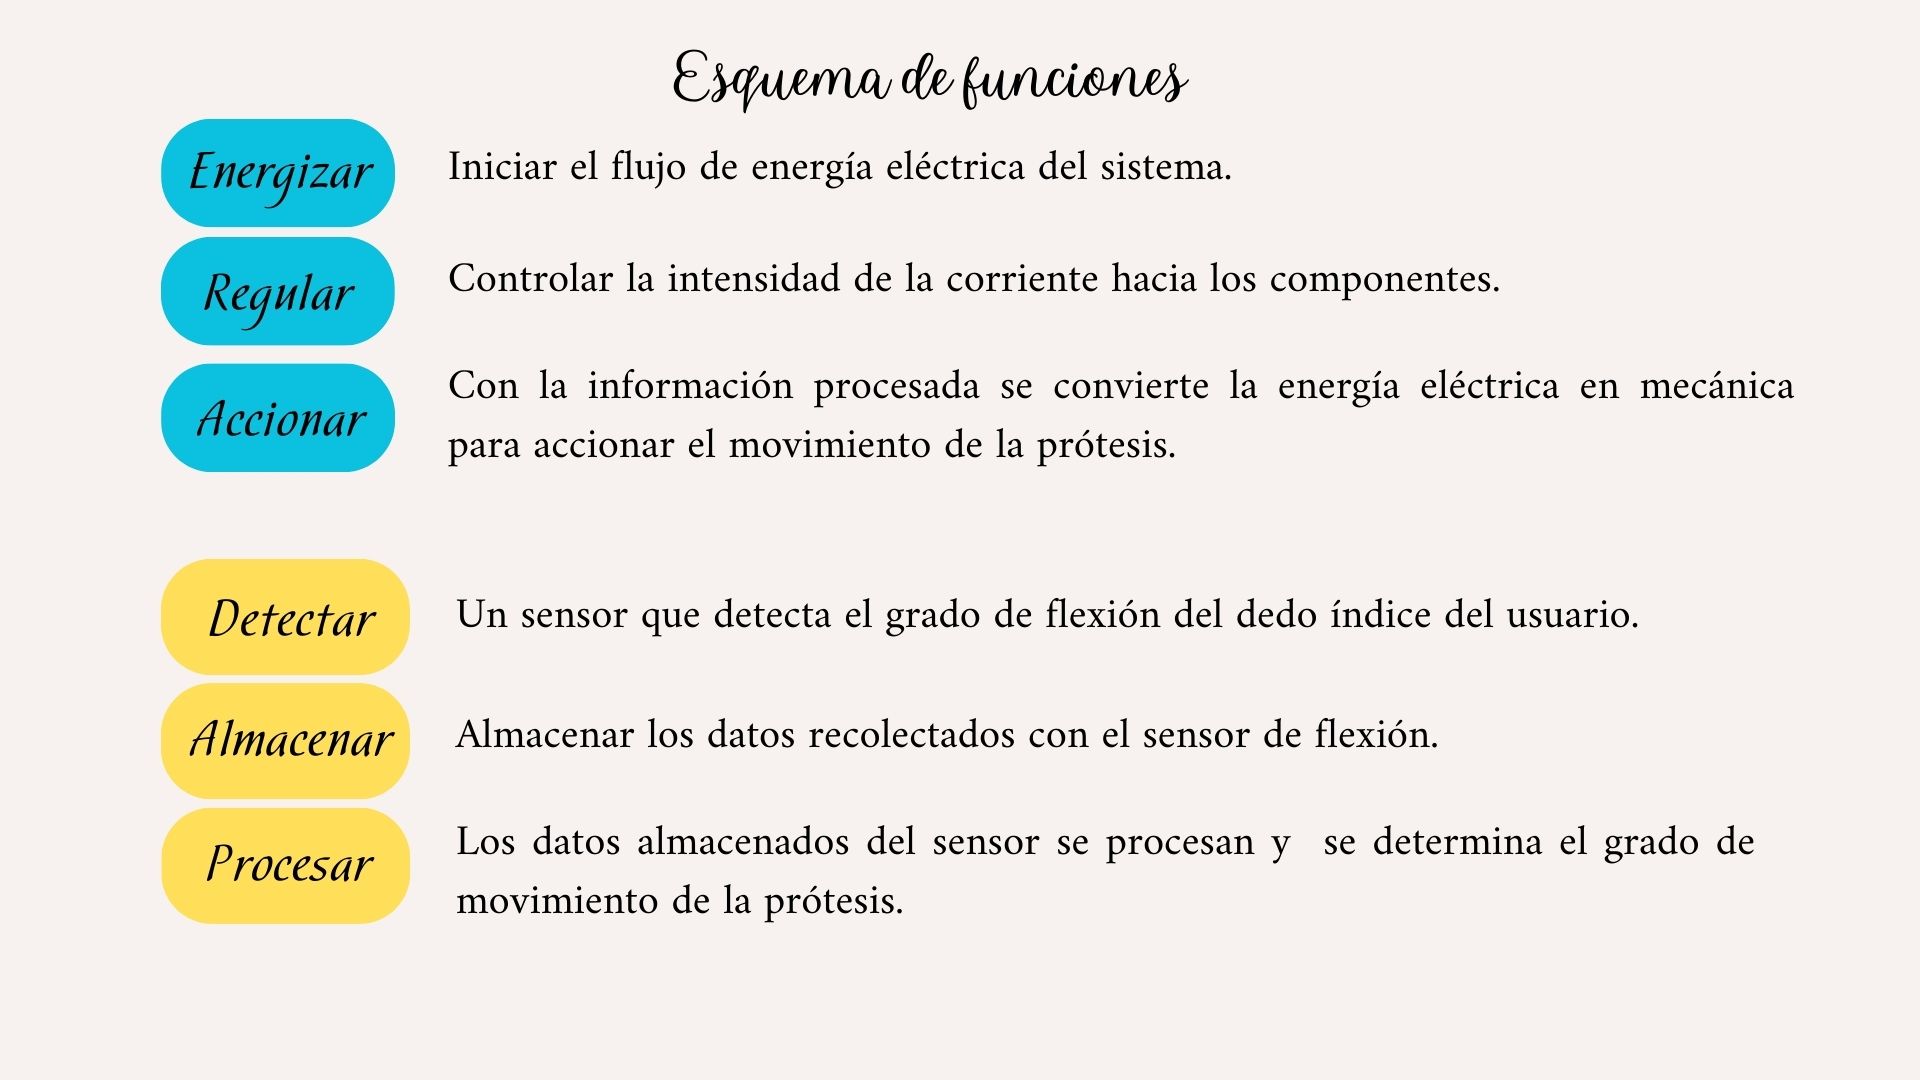 Esquema de funciones
Energizar
Iniciar el flujo de energía eléctrica del sistema.
Regular
Controlar la intensidad de la corriente hacia los componentes.
Accionar
Con la información procesada se convierte la energía eléctrica en mecánica
para accionar el movimiento de la prótesis.
Detectar
Un sensor que detecta el grado de flexión del dedo índice del usuario.
Almacenar
Almacenar los datos recolectados con el sensor de flexión.
Procesar
Los datos almacenados del sensor se procesan y  se determina el grado de
movimiento de la prótesis.